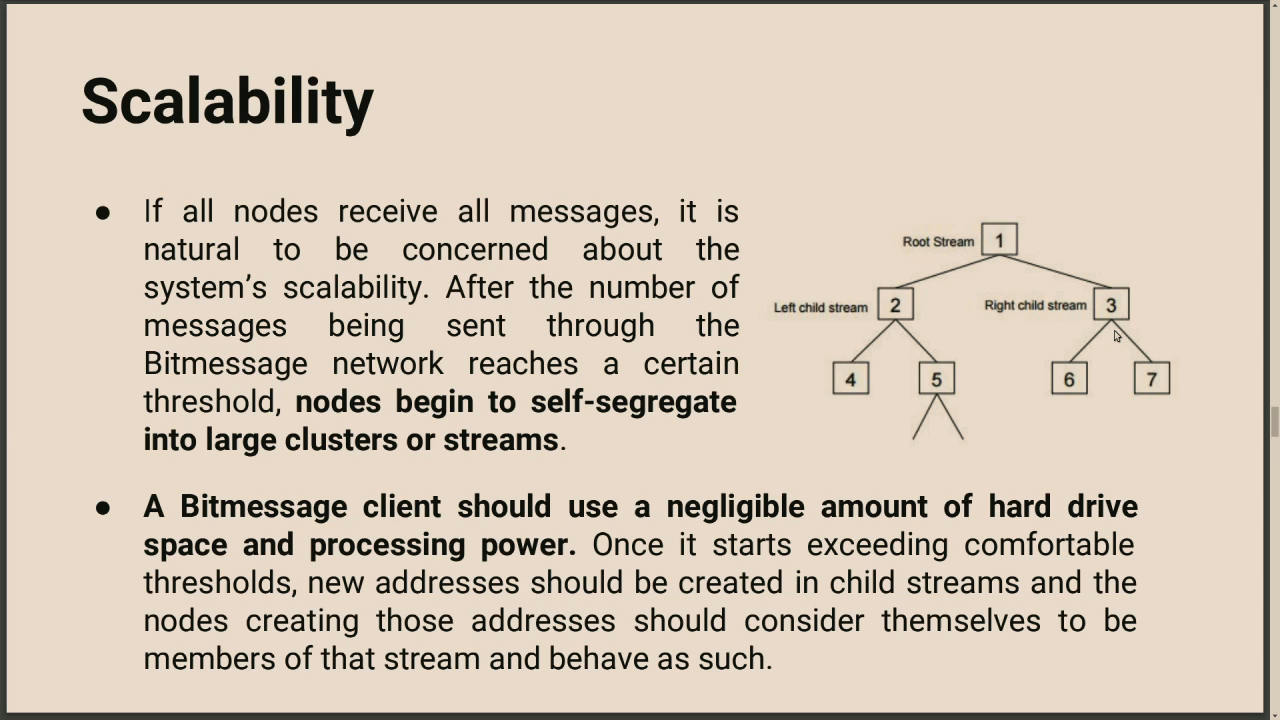 Scalability
● If all nodes receive all messages, it is
natural to be concerned about the
system’s scalability. After the number of
messages being sent through the
Bitmessage network reaches a certain
threshold, nodes begin to self-segregate
into large clusters or streams.
Root Stream 1
Left child stream 2
Right child stream 3
4
5
6
7
● A Bitmessage client should use a negligible amount of hard drive
space and processing power. Once it starts exceeding comfortable
thresholds, new addresses should be created in child streams and the
nodes creating those addresses should consider themselves to be
members of that stream and behave as such.